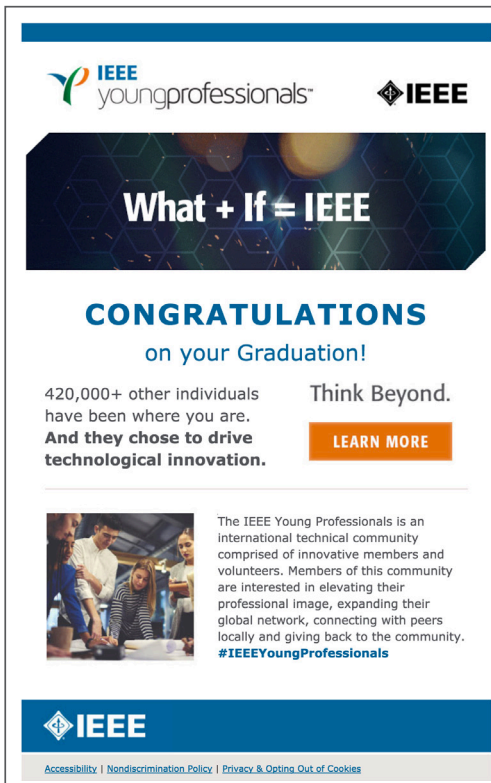 IEEE
youngprofessionals™
IEEE
What + If = IEEE
CONGRATULATIONS
on your Graduation!
420,000+ other individuals
have been where you are.
And they chose to drive
technological innovation.
Think Beyond.
LEARN MORE
The IEEE Young Professionals is an
international technical community
comprised of innovative members and
volunteers. Members of this community
are interested in elevating their
professional image, expanding their
global network, connecting with peers
locally and giving back to the community.
#IEEEYoungProfessionals
IEEE
Accessibility | Nondiscrimination Policy | Privacy & Opting Out of Cookies